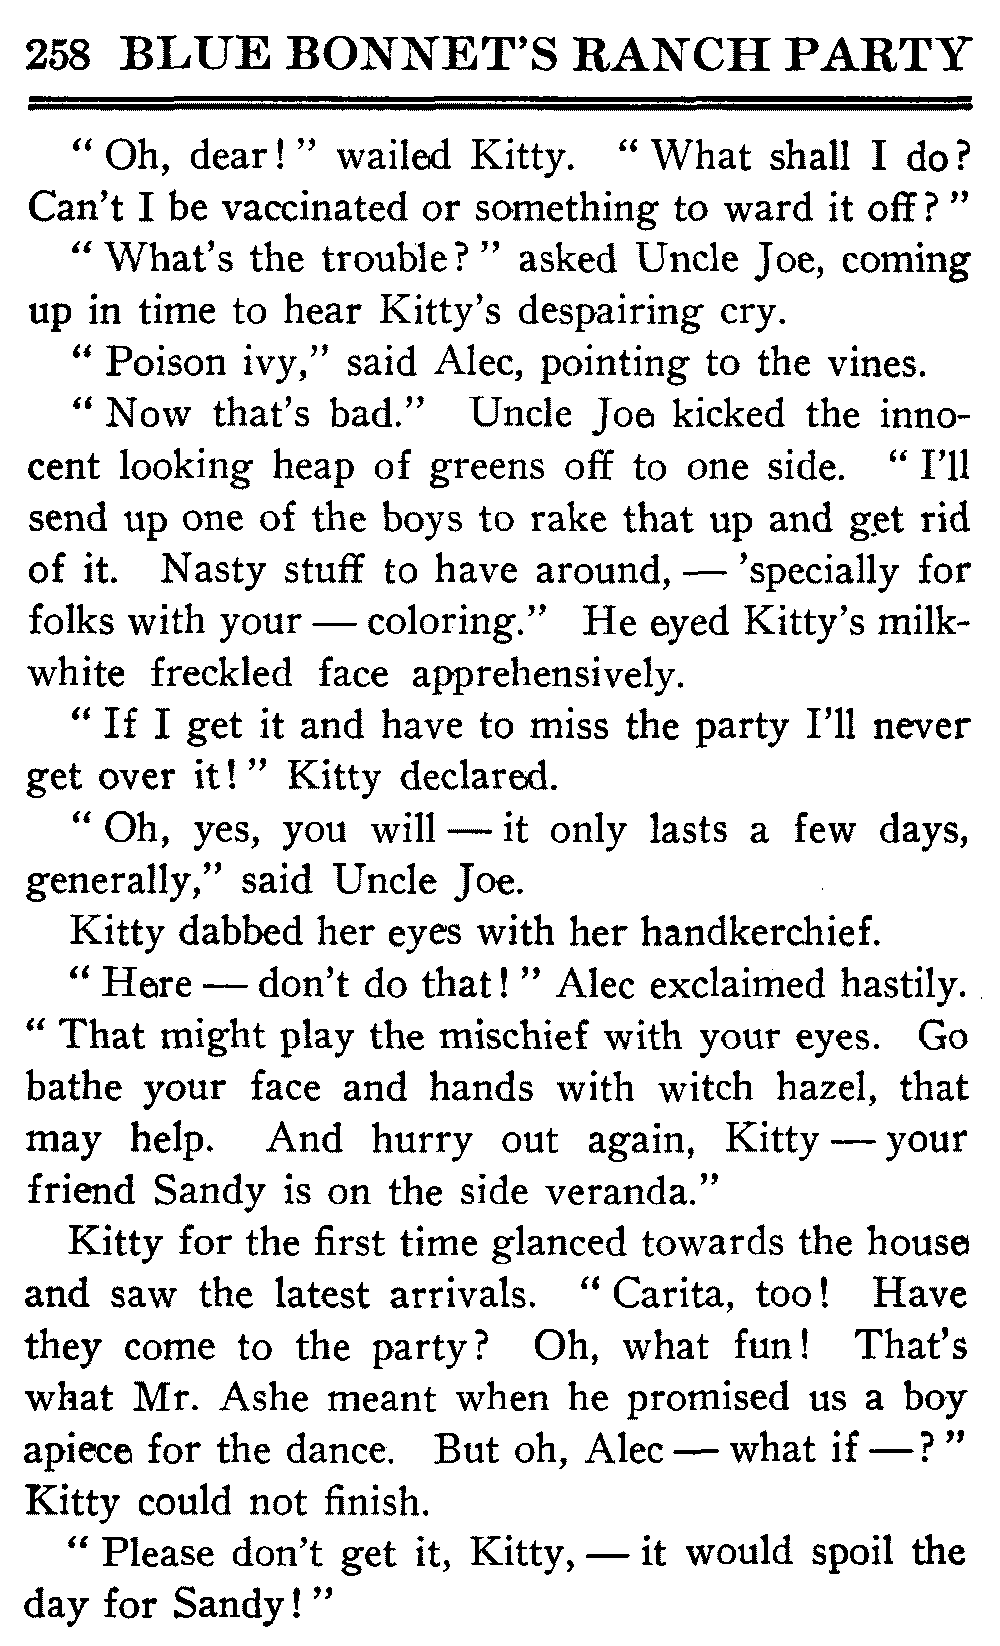 258 BLUE BONNET'S RANCH PARTY
" Oh, dear! " wailed Kitty. " What shall I do?
Can't I be vaccinated or something to ward it off? "
" What's the trouble? " asked Uncle Joe, coming
up in time to hear Kitty's despairing cry.
" Poison ivy," said Alec, pointing to the vines.
" Now that's bad." Uncle Joe kicked the inno-
cent looking heap of greens off to one side. " I'll
send up one of the boys to rake that up and get rid
of it. Nasty stuff to have around, — 'specially for
folks with your — coloring." He eyed Kitty's milk-
white freckled face apprehensively.
" If I get it and have to miss the party I'll never
get over it! " Kitty declared.
" Oh, yes, you will — it only lasts a few days,
generally," said Uncle Joe.
Kitty dabbed her eyes with her handkerchief.
" Here — don't do that! " Alec exclaimed hastily.
" That might play the mischief with your eyes. Go
bathe your face and hands with witch hazel, that
may help. And hurry out again, Kitty — your
friend Sandy is on the side veranda."
Kitty for the first time glanced towards the house
and saw the latest arrivals. " Carita, too! Have
they come to the party? Oh, what fun! That's
what Mr. Ashe meant when he promised us a boy
apiece for the dance. But oh, Alec — what if —? "
Kitty could not finish.
" Please don't get it, Kitty, — it would spoil the
day for Sandy! "